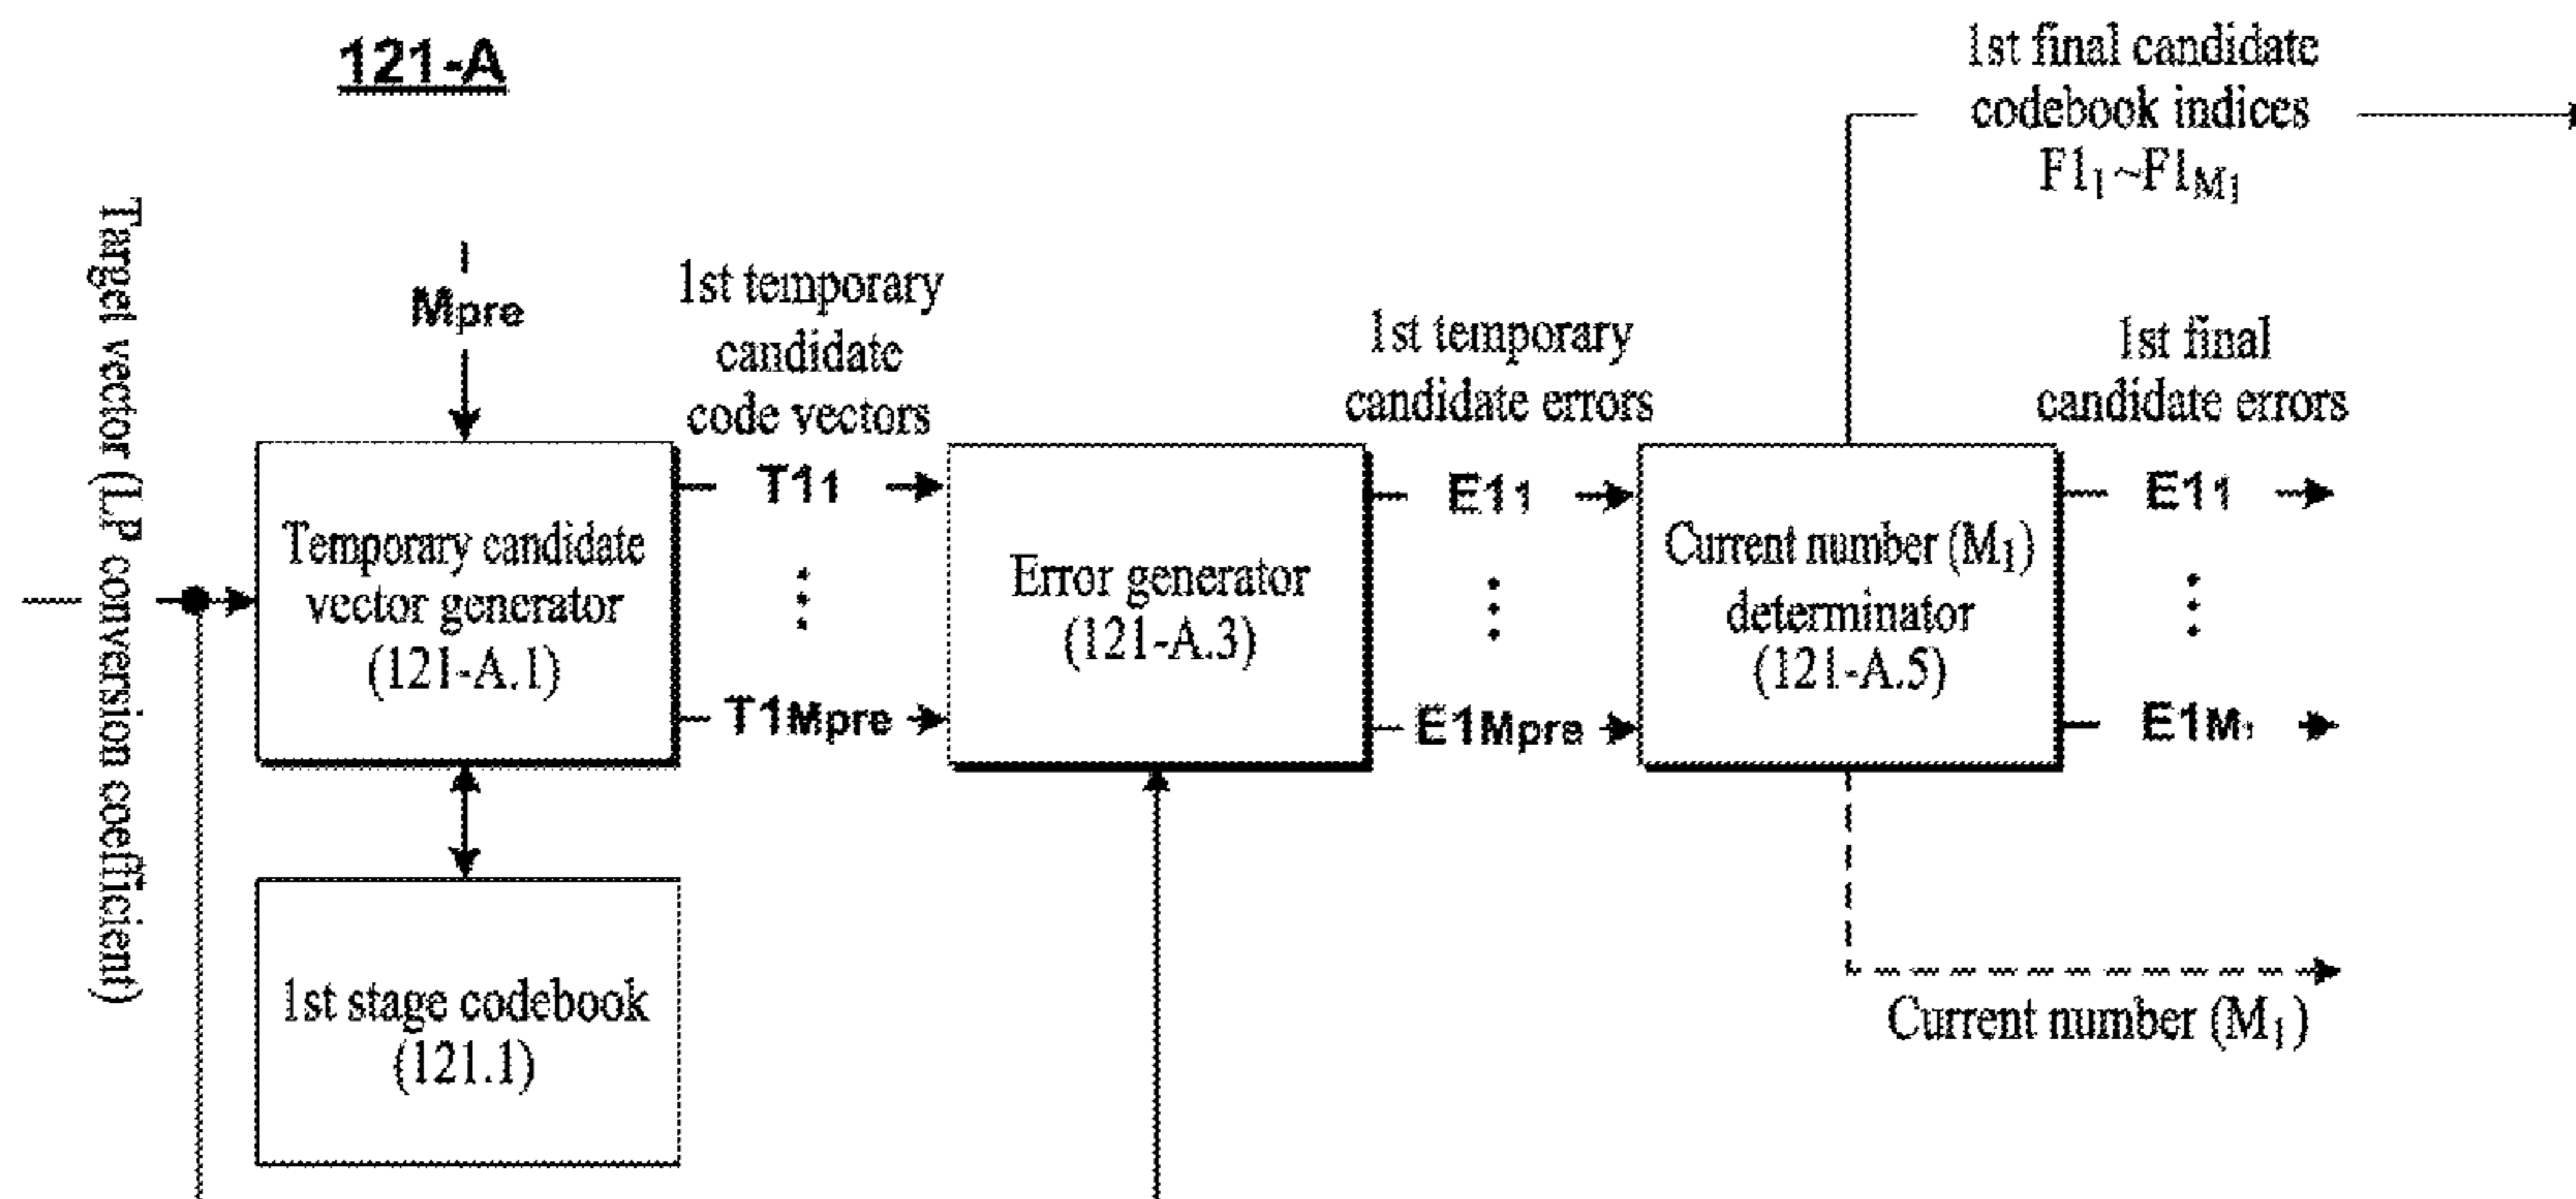 121-A
1st final candidate
codebook indices
F1₁~F1M₁
Target vector (LP conversion coefficient)
Mpre
1st temporary
candidate
code vectors
1st temporary
candidate errors
1st final
candidate errors
T11
T1Mpre
E11
E1Mpre
E11
E1M₁
Temporary candidate
vector generator
(121-A.1)
Error generator
(121-A.3)
Current number (M₁)
determinator
(121-A.5)
1st stage codebook
(121.1)
Current number (M₁)